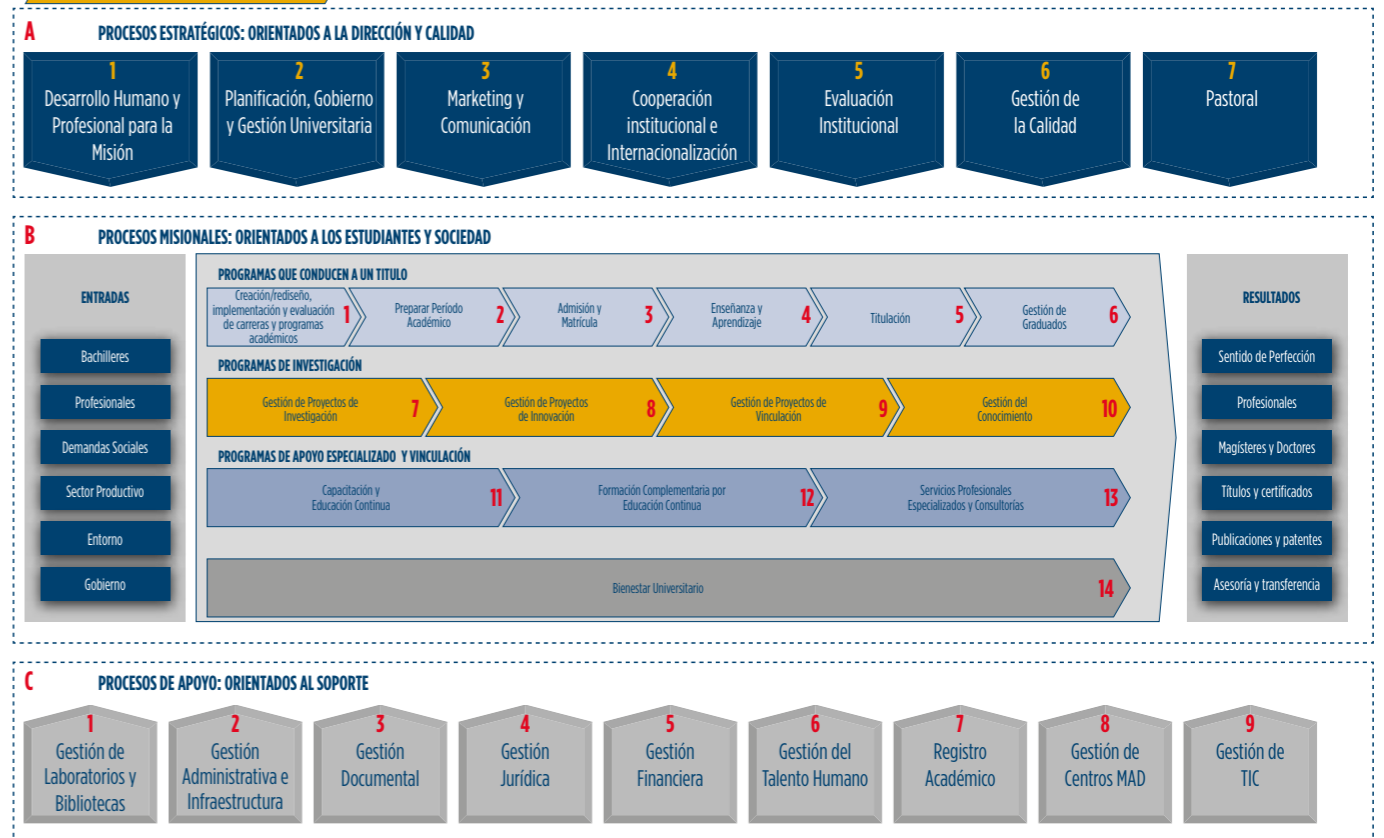 A
PROCESOS ESTRATÉGICOS: ORIENTADOS A LA DIRECCIÓN Y CALIDAD
1
Desarrollo Humano y
Profesional para la
Misión
2
Planificación, Gobierno
y Gestión Universitaria
3
Marketing y
Comunicación
4
Cooperación
institucional e
Internacionalización
5
Evaluación
Institucional
6
Gestión de
la Calidad
7
Pastoral
B
PROCESOS MISIONALES: ORIENTADOS A LOS ESTUDIANTES Y SOCIEDAD
ENTRADAS
Bachilleres
Profesionales
Demandas Sociales
Sector Productivo
Entorno
Gobierno
PROGRAMAS QUE CONDUCEN A UN TITULO
Creación/rediseño,
implementación y evaluación
de carreras y programas
académicos
1
Preparar Período
Académico
2
Admisión y
Matrícula
3
Enseñanza y
Aprendizaje
4
Titulación
5
Gestión de
Graduados
6
PROGRAMAS DE INVESTIGACIÓN
Gestión de Proyectos de
Investigación
7
Gestión de Proyectos
de Innovación
8
Gestión de Proyectos de
Vinculación
9
Gestión del
Conocimiento
10
PROGRAMAS DE APOYO ESPECIALIZADO Y VINCULACIÓN
Capacitación y
Educación Continua
11
Formación Complementaria por
Educación Continua
12
Servicios Profesionales
Especializados y Consultorías
13
Bienestar Universitario
14
RESULTADOS
Sentido de Perfección
Profesionales
Magísteres y Doctores
Títulos y certificados
Publicaciones y patentes
Asesoría y transferencia
C
PROCESOS DE APOYO: ORIENTADOS AL SOPORTE
1
Gestión de
Laboratorios y
Bibliotecas
2
Gestión
Administrativa e
Infraestructura
3
Gestión
Documental
4
Gestión
Jurídica
5
Gestión
Financiera
6
Gestión del
Talento Humano
7
Registro
Académico
8
Gestión de
Centros MAD
9
Gestión de
TIC